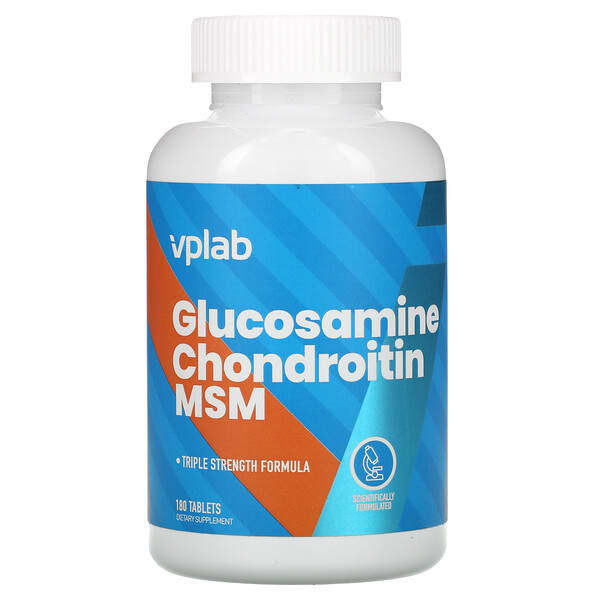 vplab
Glucosamine
Chondroitin
MSM
• TRIPLE STRENGTH FORMULA
180 TABLETS
DIETARY SUPPLEMENT
SCIENTIFICALLY
FORMULATED